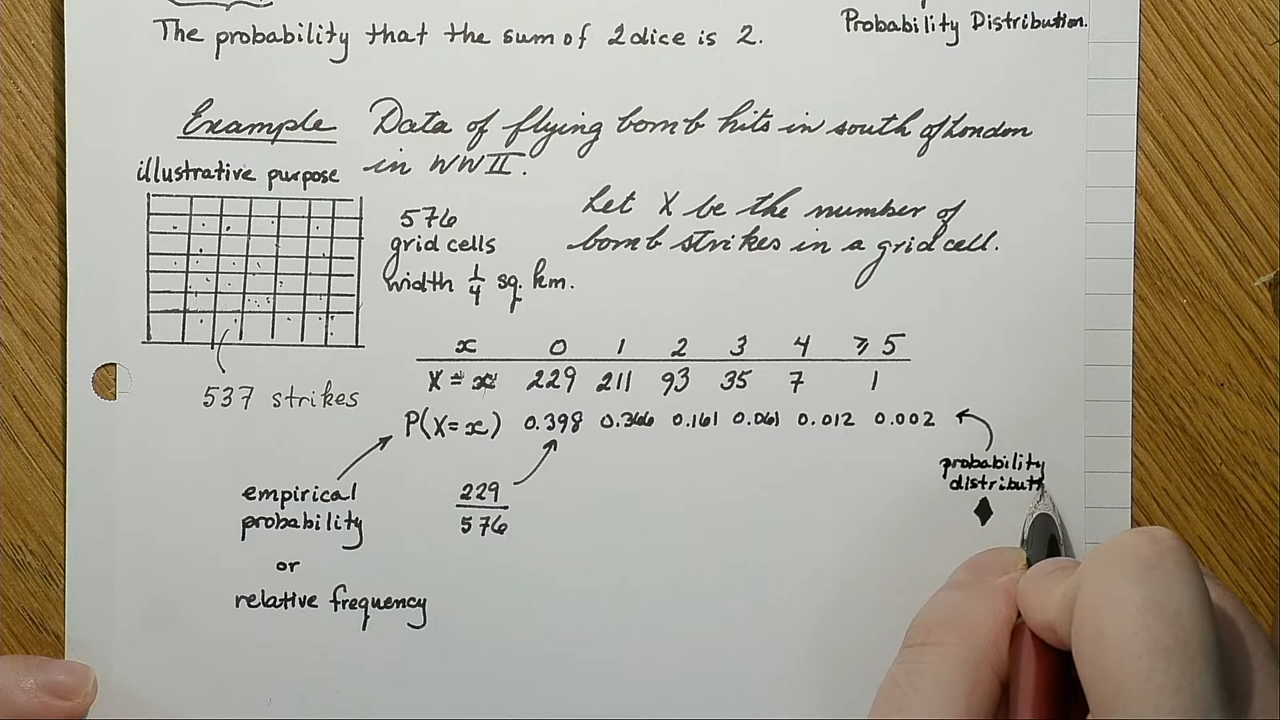 Probability Distribution.
The probability that the sum of 2 dice is 2.
Example Data of flying bomb hits in south of London
in WWII.
illustrative purpose
576
grid cells
width 1/4 sq. km.
Let X be the number of
bomb strikes in a grid cell.
537 strikes
x 0 1 2 3 4 ⩾ 5
X = x 229 211 93 35 7 1
P(X=x) 0.398 0.366 0.161 0.061 0.012 0.002
probability
distributi
empirical
probability
or
relative frequency
229
576